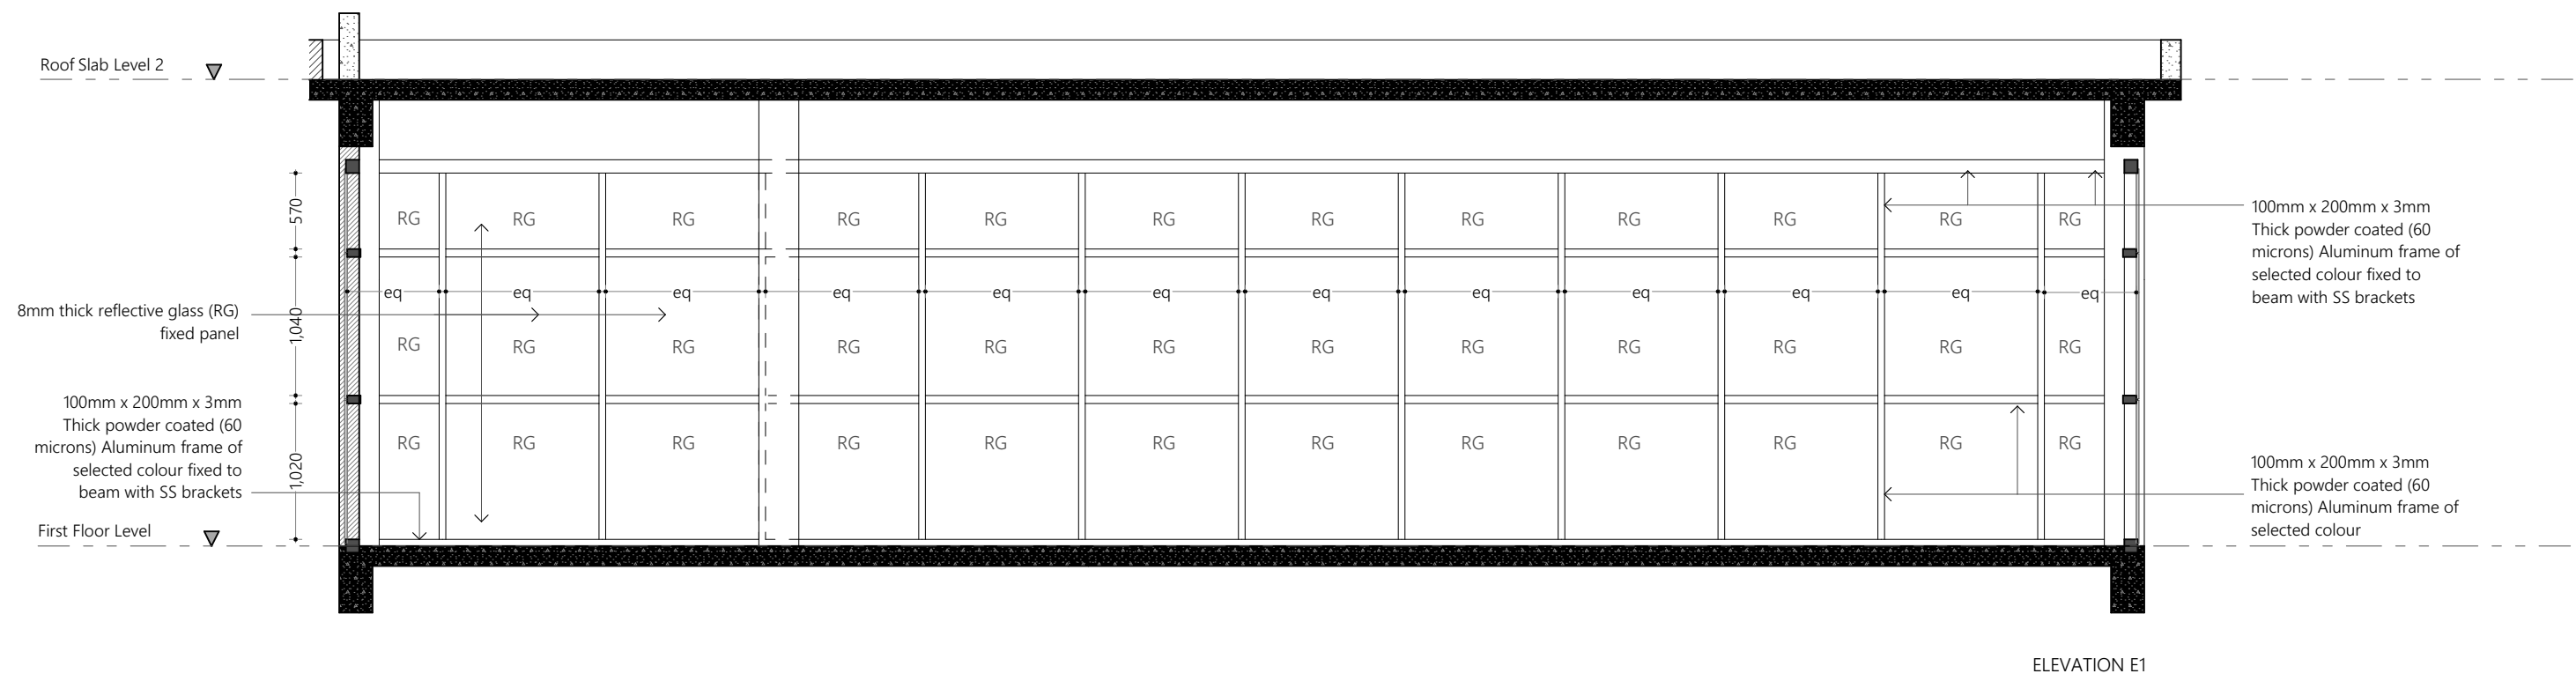 Roof Slab Level 2
570
RG RG RG RG RG RG RG RG RG RG RG RG
100mm x 200mm x 3mm
Thick powder coated (60
microns) Aluminum frame of
selected colour fixed to
beam with SS brackets
eq eq eq eq eq eq eq eq eq eq eq eq
8mm thick reflective glass (RG)
fixed panel
1,040
RG RG RG RG RG RG RG RG RG RG RG RG
100mm x 200mm x 3mm
Thick powder coated (60
microns) Aluminum frame of
selected colour fixed to
beam with SS brackets
1,020
RG RG RG RG RG RG RG RG RG RG RG RG
100mm x 200mm x 3mm
Thick powder coated (60
microns) Aluminum frame of
selected colour
First Floor Level
ELEVATION E1